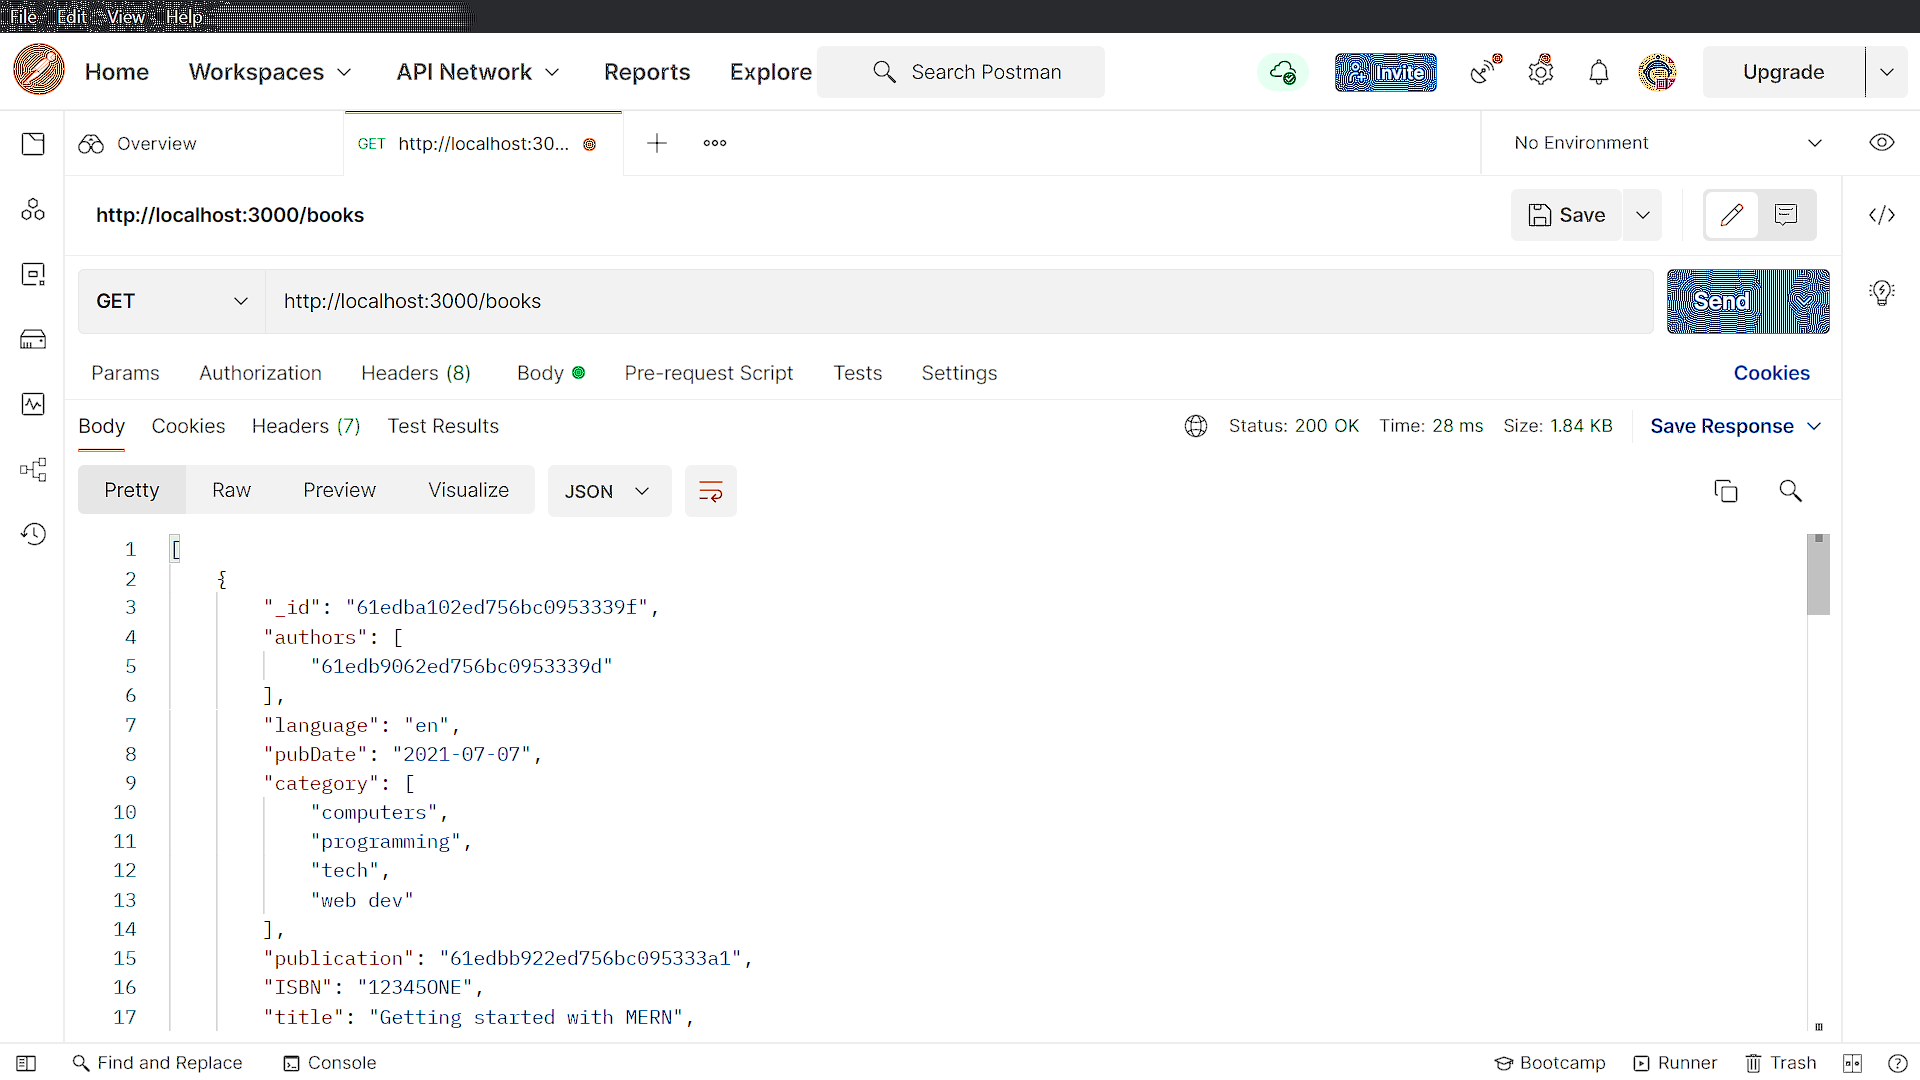 File Edit View Help
Home Workspaces API Network Reports Explore Search Postman Invite Upgrade
Overview GET http://localhost:30... No Environment
http://localhost:3000/books Save
GET http://localhost:3000/books Send
Params Authorization Headers (8) Body Pre-request Script Tests Settings Cookies
Body Cookies Headers (7) Test Results Status: 200 OK Time: 28 ms Size: 1.84 KB Save Response
Pretty Raw Preview Visualize JSON
1 [
2 {
3 "_id": "61edba102ed756bc0953339f",
4 "authors": [
5 "61edb9062ed756bc0953339d"
6 ],
7 "language": "en",
8 "pubDate": "2021-07-07",
9 "category": [
10 "computers",
11 "programming",
12 "tech",
13 "web dev"
14 ],
15 "publication": "61edbb922ed756bc095333a1",
16 "ISBN": "12345ONE",
17 "title": "Getting started with MERN",
Find and Replace Console Bootcamp Runner Trash